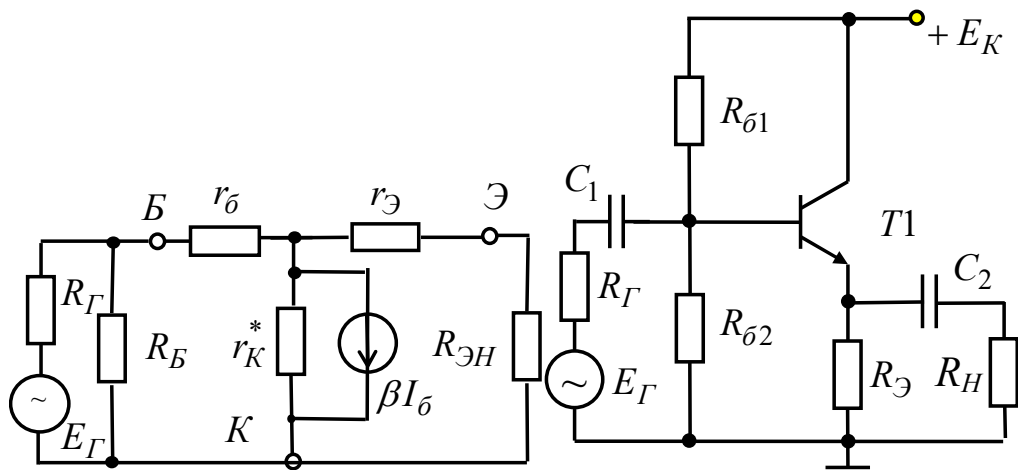 Б
r_б
r_Э
Э
R_Г
R_Б
r_К^*
βI_б
R_ЭН
~
E_Г
К
+ E_К
R_б1
C_1
T1
R_Г
R_б2
C_2
~
E_Г
R_Э
R_Н